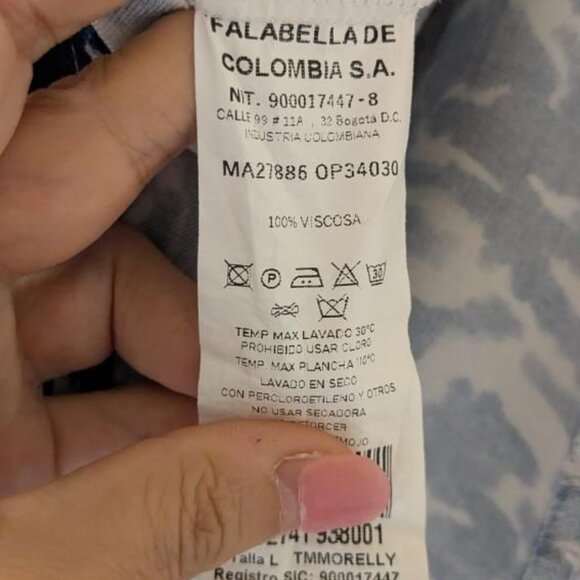 FALABELLA DE
COLOMBIA S.A.
NIT. 900017447-8
CALLE 99 # 11A . 32 Bogotá D.C.
INDUSTRIA COLOMBIANA
MA27886 OP34030
100% VISCOSA
P
30
TEMP MAX LAVADO 30°C
PROHIBIDO USAR CLORO
TEMP. MAX PLANCHA 110°C
LAVADO EN SECO
CON PERCLOROETILENO Y OTROS
NO USAR SECADORA
938001
Talla L TMMORELLY
Registro SIC: 900017447